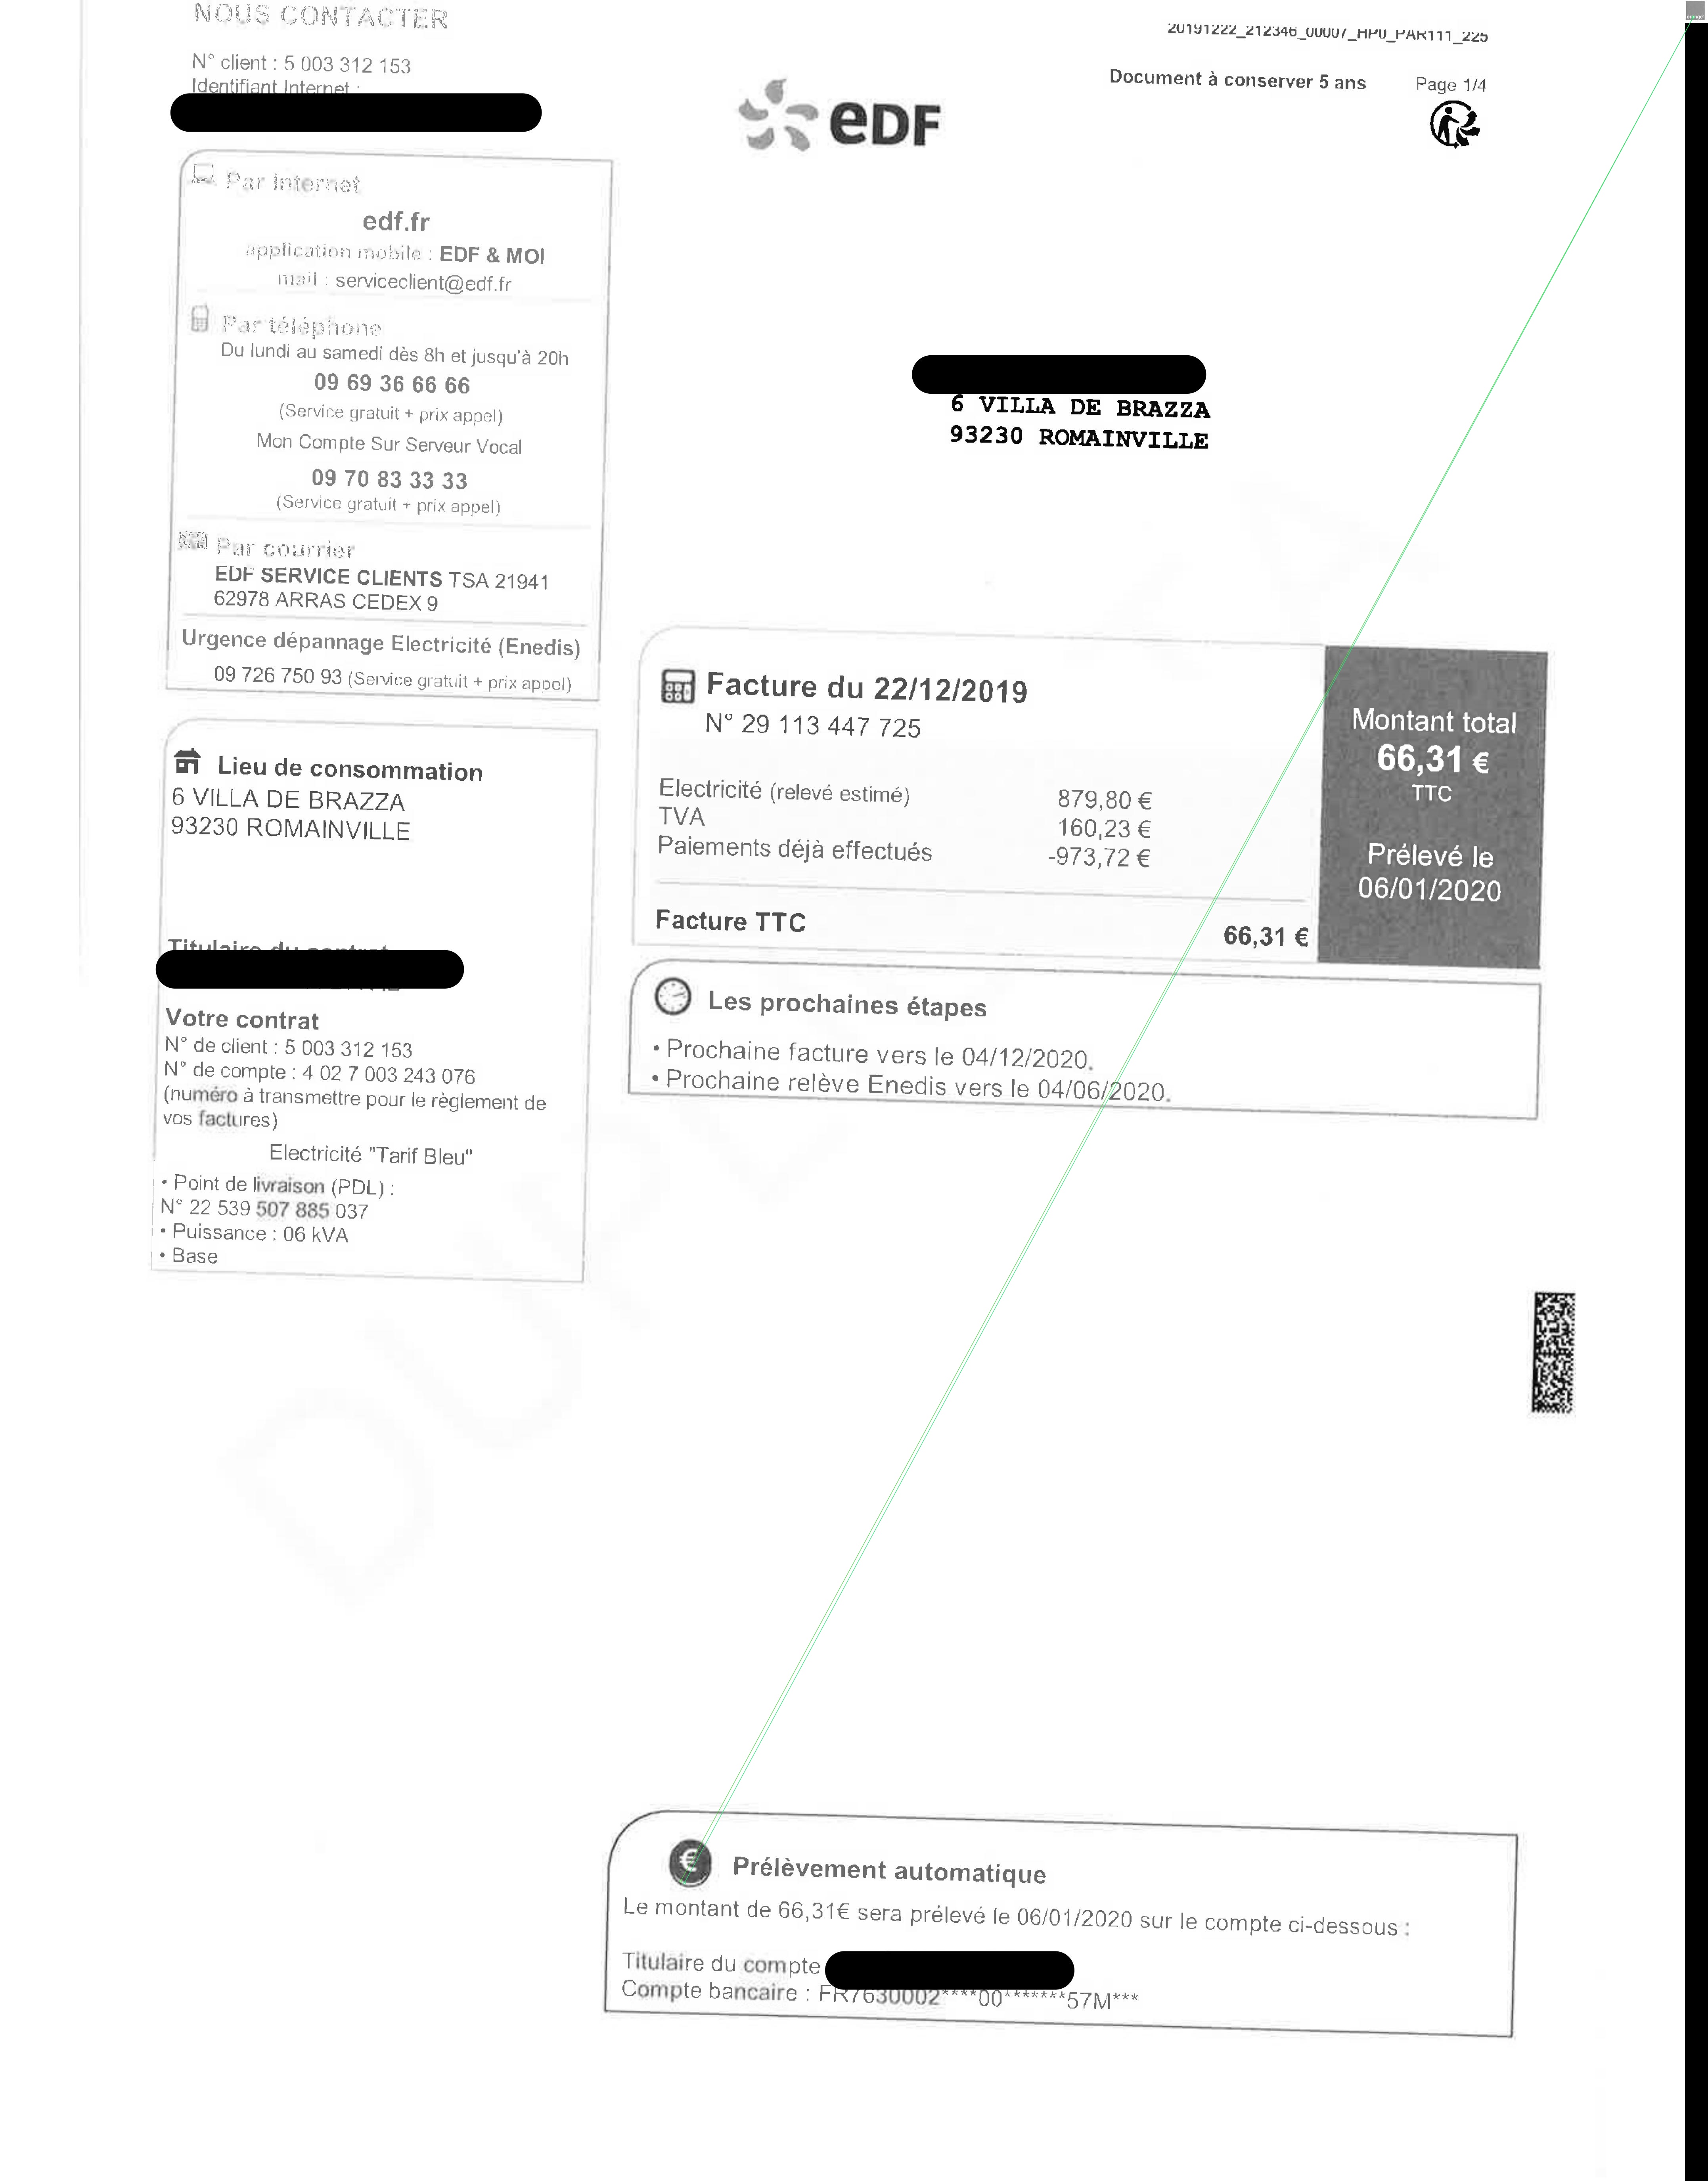 NOUS CONTACTER
N° client : 5 003 312 153
Identifiant Internet :
20191222_212346_00007_HP0_PAR111_225
Document à conserver 5 ans
Page 1/4
eDF
Par Internet
edf.fr
application mobile : EDF & MOI
mail : serviceclient@edf.fr
Par téléphone
Du lundi au samedi dès 8h et jusqu'à 20h
09 69 36 66 66
(Service gratuit + prix appel)
Mon Compte Sur Serveur Vocal
09 70 83 33 33
(Service gratuit + prix appel)
Par courrier
EDF SERVICE CLIENTS TSA 21941
62978 ARRAS CEDEX 9
Urgence dépannage Electricité (Enedis)
09 726 750 93 (Service gratuit + prix appel)
6 VILLA DE BRAZZA
93230 ROMAINVILLE
Lieu de consommation
6 VILLA DE BRAZZA
93230 ROMAINVILLE
Titulaire du contrat
Votre contrat
N° de client : 5 003 312 153
N° de compte : 4 02 7 003 243 076
(numéro à transmettre pour le règlement de
vos factures)
Electricité "Tarif Bleu"
• Point de livraison (PDL) :
N° 22 539 507 885 037
• Puissance : 06 kVA
• Base
Facture du 22/12/2019
N° 29 113 447 725
Electricité (relevé estimé) 879,80 €
TVA 160,23 €
Paiements déjà effectués -973,72 €
Facture TTC 66,31 €
Montant total
66,31 €
TTC
Prélevé le
06/01/2020
Les prochaines étapes
• Prochaine facture vers le 04/12/2020.
• Prochaine relève Enedis vers le 04/06/2020.
Prélèvement automatique
Le montant de 66,31€ sera prélevé le 06/01/2020 sur le compte ci-dessous :
Titulaire du compte
Compte bancaire : FR7630002****00*******57M***